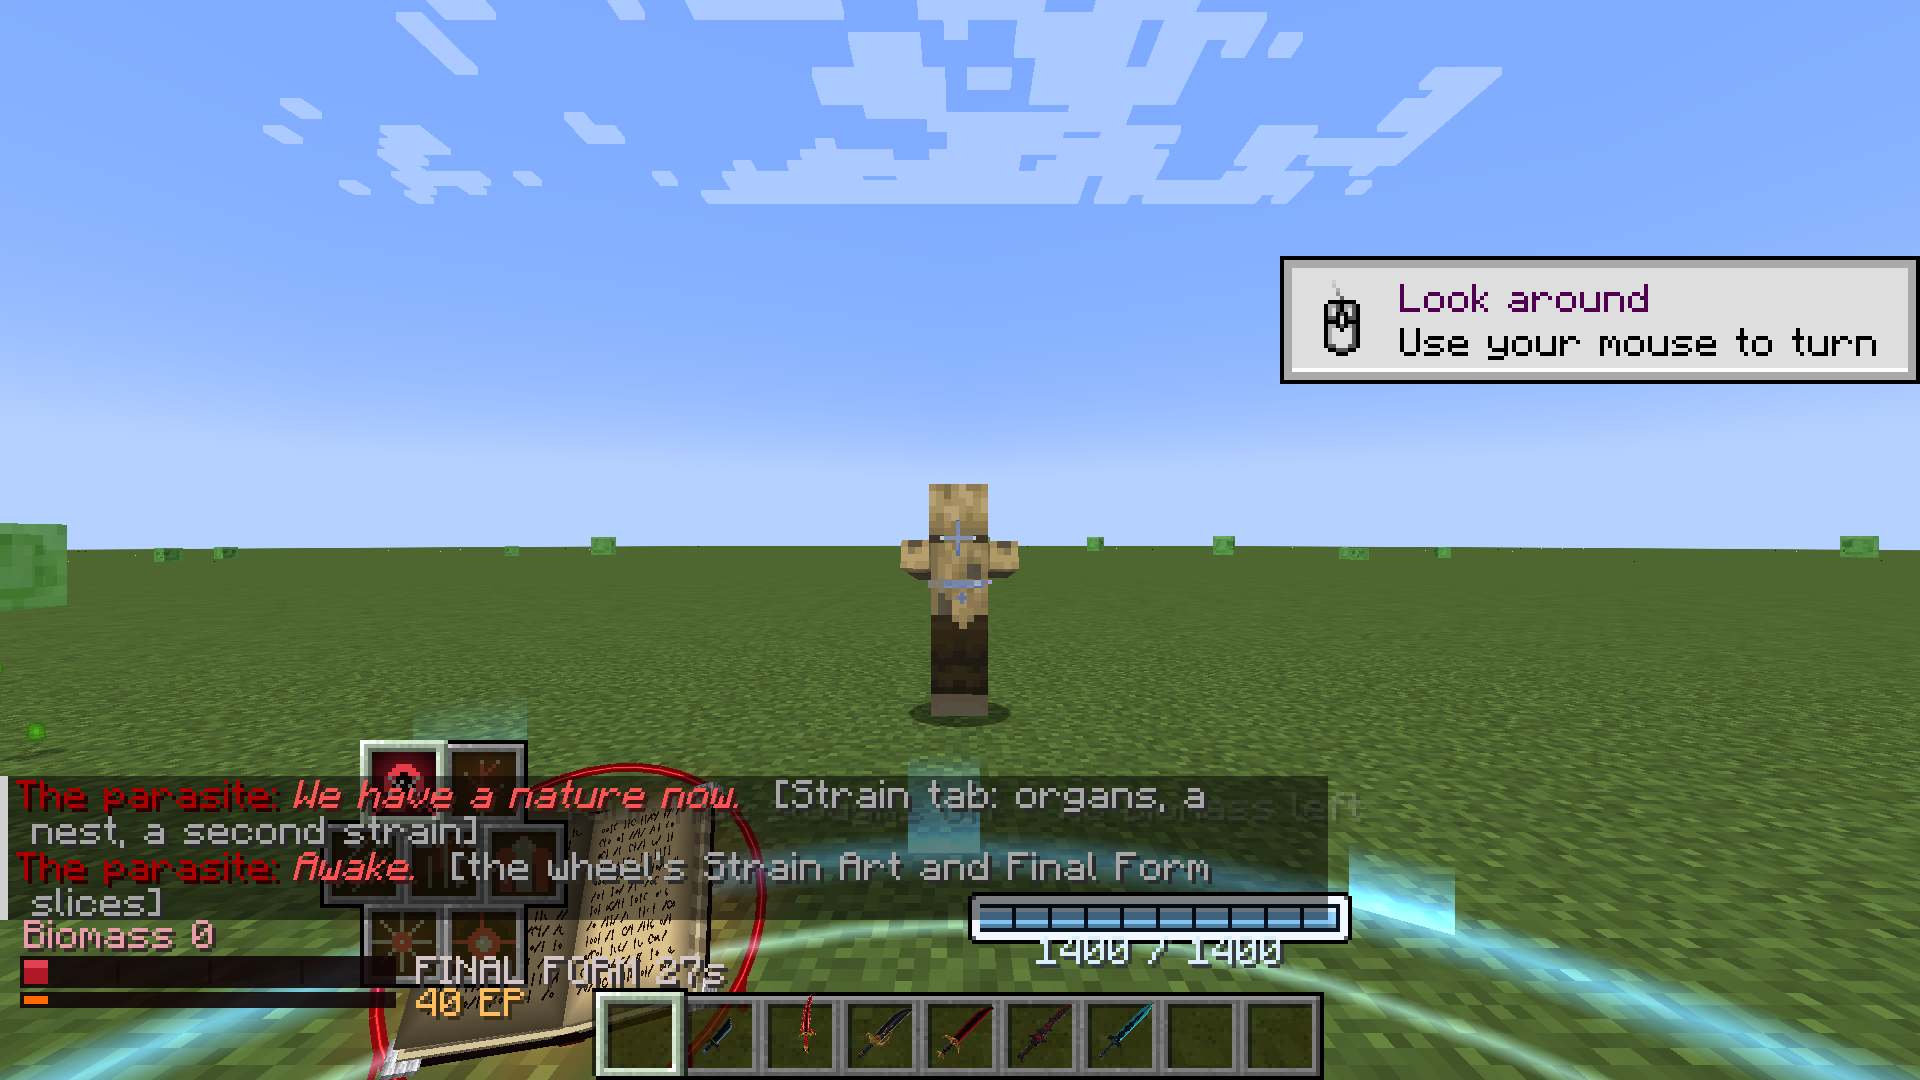 Look around
Use your mouse to turn
The parasite: We have a nature now. [Strain tab: organs, a
nest, a second strain]
biomass left
The parasite: Awake. [the wheel's Strain Art and Final Form
slices]
Biomass 0
1400 / 1400
FINAL FORM 27s
40 EP